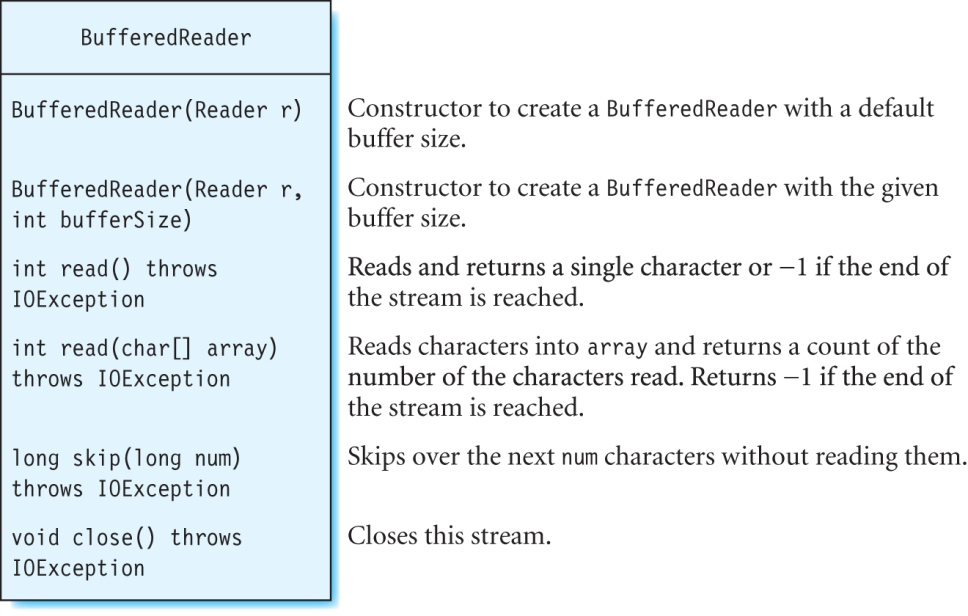 BufferedReader
BufferedReader(Reader r)
Constructor to create a BufferedReader with a default
buffer size.
BufferedReader(Reader r,
int bufferSize)
Constructor to create a BufferedReader with the given
buffer size.
int read() throws
IOException
Reads and returns a single character or −1 if the end of
the stream is reached.
int read(char[] array)
throws IOException
Reads characters into array and returns a count of the
number of the characters read. Returns −1 if the end of
the stream is reached.
long skip(long num)
throws IOException
Skips over the next num characters without reading them.
void close() throws
IOException
Closes this stream.